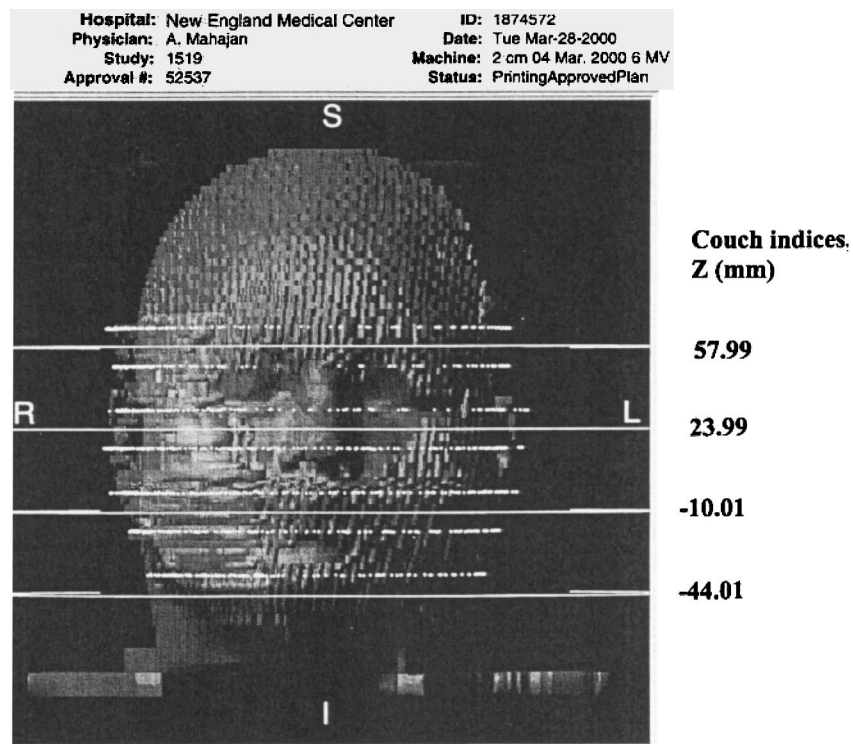 Hospital: New England Medical Center ID: 1874572
Physician: A. Mahajan Date: Tue Mar-28-2000
Study: 1519 Machine: 2 cm 04 Mar. 2000 6 MV
Approval #: 52537 Status: PrintingApprovedPlan
S
Couch indices,
Z (mm)
57.99
R L
23.99
-10.01
-44.01
I